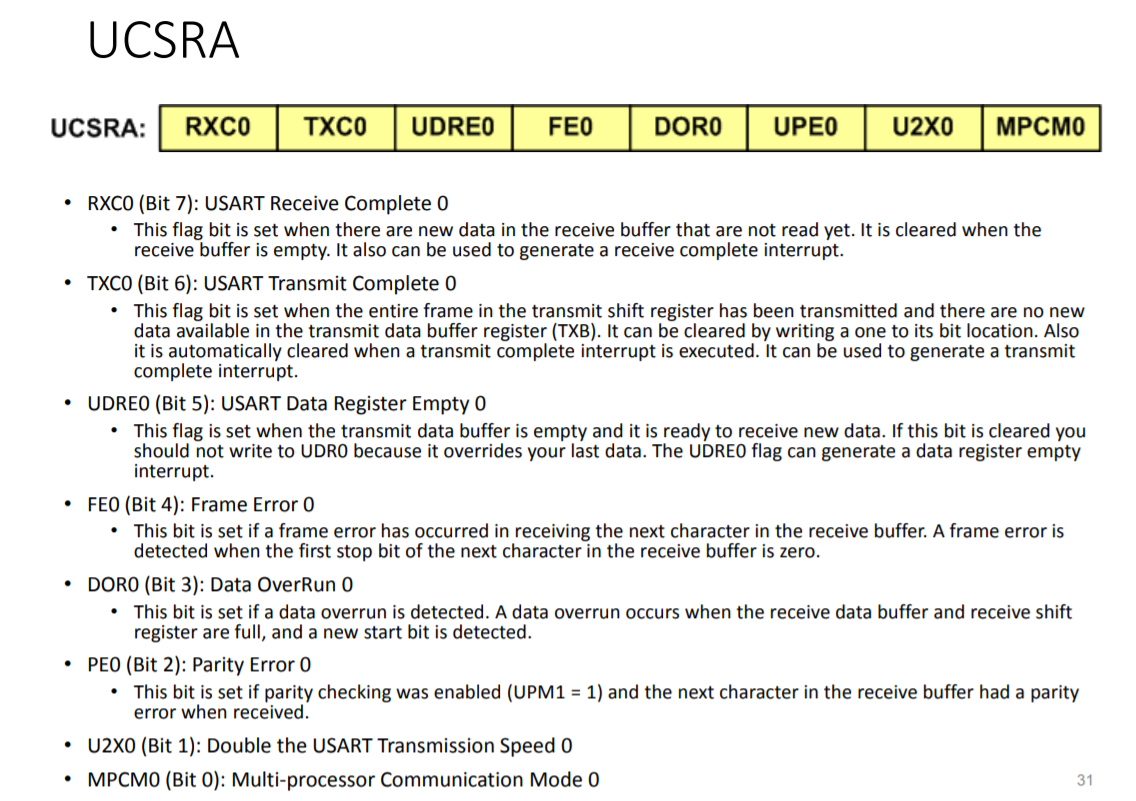 UCSRA
UCSRA: RXC0 TXC0 UDRE0 FE0 DOR0 UPE0 U2X0 MPCM0
• RXC0 (Bit 7): USART Receive Complete 0
• This flag bit is set when there are new data in the receive buffer that are not read yet. It is cleared when the
receive buffer is empty. It also can be used to generate a receive complete interrupt.
• TXC0 (Bit 6): USART Transmit Complete 0
• This flag bit is set when the entire frame in the transmit shift register has been transmitted and there are no new
data available in the transmit data buffer register (TXB). It can be cleared by writing a one to its bit location. Also
it is automatically cleared when a transmit complete interrupt is executed. It can be used to generate a transmit
complete interrupt.
• UDRE0 (Bit 5): USART Data Register Empty 0
• This flag is set when the transmit data buffer is empty and it is ready to receive new data. If this bit is cleared you
should not write to UDR0 because it overrides your last data. The UDRE0 flag can generate a data register empty
interrupt.
• FE0 (Bit 4): Frame Error 0
• This bit is set if a frame error has occurred in receiving the next character in the receive buffer. A frame error is
detected when the first stop bit of the next character in the receive buffer is zero.
• DOR0 (Bit 3): Data OverRun 0
• This bit is set if a data overrun is detected. A data overrun occurs when the receive data buffer and receive shift
register are full, and a new start bit is detected.
• PE0 (Bit 2): Parity Error 0
• This bit is set if parity checking was enabled (UPM1 = 1) and the next character in the receive buffer had a parity
error when received.
• U2X0 (Bit 1): Double the USART Transmission Speed 0
• MPCM0 (Bit 0): Multi-processor Communication Mode 0
31